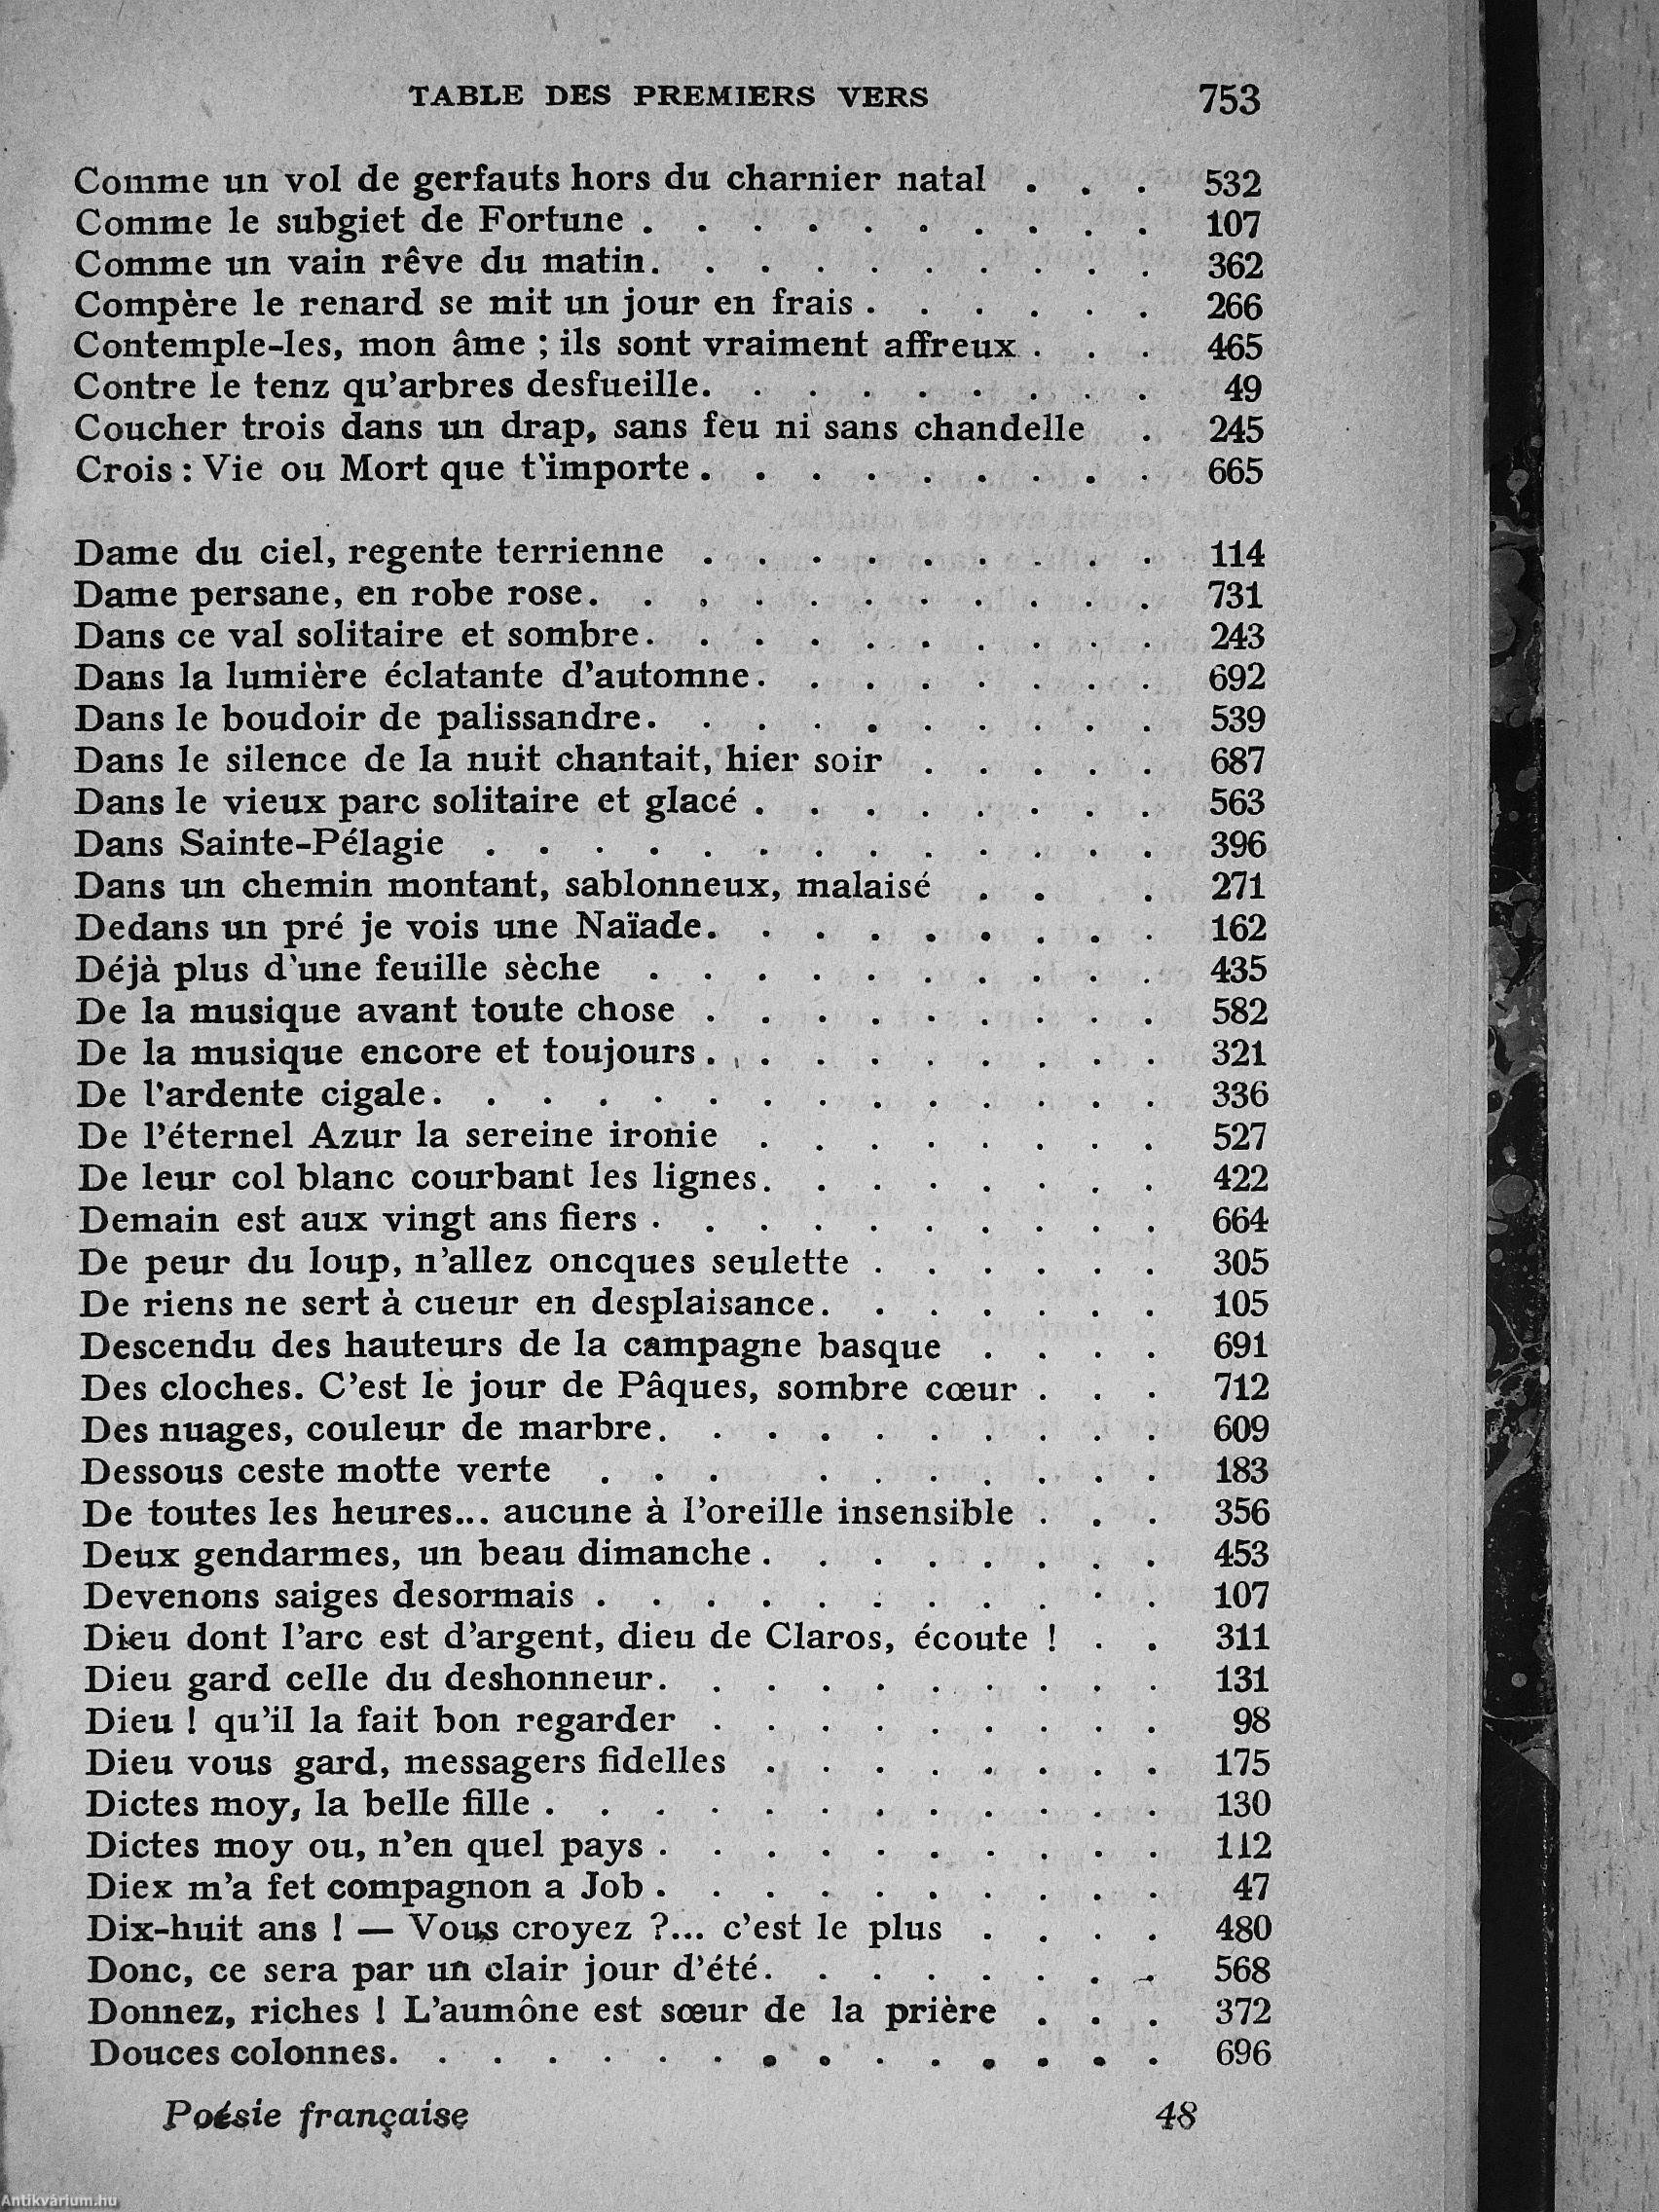 TABLE DES PREMIERS VERS 753
Comme un vol de gerfauts hors du charnier natal . . . 532
Comme le subgiet de Fortune . . . . . . . . . . 107
Comme un vain rêve du matin. . . . . . . . . . 362
Compère le renard se mit un jour en frais . . . . . . 266
Contemple-les, mon âme ; ils sont vraiment affreux . . . 465
Contre le tenz qu'arbres desfueille. . . . . . . . . 49
Coucher trois dans un drap, sans feu ni sans chandelle . 245
Crois : Vie ou Mort que t'importe . . . . . . . . . 665
Dame du ciel, regente terrienne . . . . . . . . . 114
Dame persane, en robe rose. . . . . . . . . . . 731
Dans ce val solitaire et sombre. . . . . . . . . . 243
Dans la lumière éclatante d'automne. . . . . . . . 692
Dans le boudoir de palissandre. . . . . . . . . . 539
Dans le silence de la nuit chantait, hier soir . . . . . 687
Dans le vieux parc solitaire et glacé . . . . . . . . 563
Dans Sainte-Pélagie . . . . . . . . . . . . . 396
Dans un chemin montant, sablonneux, malaisé . . . 271
Dedans un pré je vois une Naïade. . . . . . . . . 162
Déjà plus d'une feuille sèche . . . . . . . . . . 435
De la musique avant toute chose . . . . . . . . . 582
De la musique encore et toujours . . . . . . . . . 321
De l'ardente cigale. . . . . . . . . . . . . . 336
De l'éternel Azur la sereine ironie . . . . . . . . 527
De leur col blanc courbant les lignes. . . . . . . . 422
Demain est aux vingt ans fiers . . . . . . . . . . 664
De peur du loup, n'allez oncques seulette . . . . . . 305
De riens ne sert à cueur en desplaisance. . . . . . . 105
Descendu des hauteurs de la campagne basque . . . . 691
Des cloches. C'est le jour de Pâques, sombre cœur . . . 712
Des nuages, couleur de marbre. . . . . . . . . . 609
Dessous ceste motte verte . . . . . . . . . . 183
De toutes les heures... aucune à l'oreille insensible . . . 356
Deux gendarmes, un beau dimanche . . . . . . . . 453
Devenons saiges desormais . . . . . . . . . . . 107
Dieu dont l'arc est d'argent, dieu de Claros, écoute ! . . 311
Dieu gard celle du deshonneur. . . . . . . . . . 131
Dieu ! qu'il la fait bon regarder . . . . . . . . . 98
Dieu vous gard, messagers fidelles . . . . . . . . 175
Dictes moy, la belle fille . . . . . . . . . . . . 130
Dictes moy ou, n'en quel pays . . . . . . . . . . 112
Diex m'a fet compagnon a Job . . . . . . . . . . 47
Dix-huit ans ! — Vous croyez ?... c'est le plus . . . . 480
Donc, ce sera par un clair jour d'été. . . . . . . . 568
Donnez, riches ! L'aumône est sœur de la prière . . . 372
Douces colonnes. . . . . . . . . . . . . . . 696
Poésie française 48
Antikvárium.hu